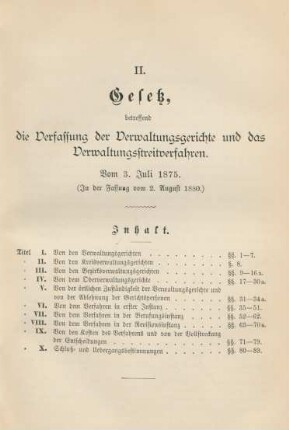 II.
Gesetz,
betreffend
die Verfassung der Verwaltungsgerichte und das
Verwaltungsstreitverfahren.
Vom 3. Juli 1875.
(In der Fassung vom 2. August 1880.)
Inhalt.
Titel I. Von den Verwaltungsgerichten . . . . . . §§. 1–7.
" II. Von den Kreisverwaltungsgerichten . . . . . . §. 8.
" III. Von den Bezirksverwaltungsgerichten . . . . . . §§. 9–16a.
" IV. Von dem Oberverwaltungsgerichte . . . . . . §§. 17–30a.
" V. Von der örtlichen Zuständigkeit der Verwaltungsgerichte und
von der Ablehnung der Gerichtspersonen . . . . . . §§. 31–34a.
" VI. Von dem Verfahren in erster Instanz . . . . . . §§. 35–51.
" VII. Von dem Verfahren in der Berufungsinstanz . . . . . . §§. 52–62.
" VIII. Von dem Verfahren in der Revisionsinstanz . . . . . . §§. 63–70a.
" IX. Von den Kosten des Verfahrens und von der Vollstreckung
der Entscheidungen . . . . . . §§. 71–79.
" X. Schluß- und Uebergangsbestimmungen . . . . . . §§. 80–89.